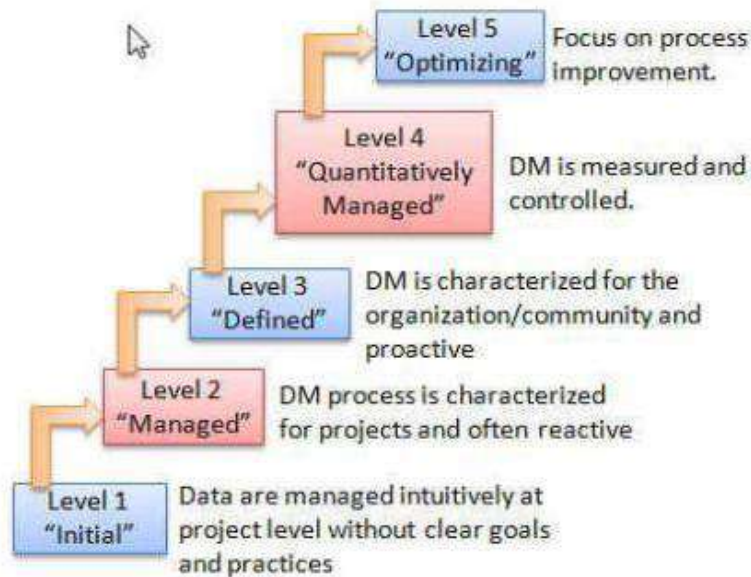 Level 5
“Optimizing”
Focus on process
improvement.
Level 4
“Quantitatively
Managed”
DM is measured and
controlled.
Level 3
“Defined”
DM is characterized for the
organization/community and
proactive
Level 2
“Managed”
DM process is characterized
for projects and often reactive
Level 1
“Initial”
Data are managed intuitively at
project level without clear goals
and practices